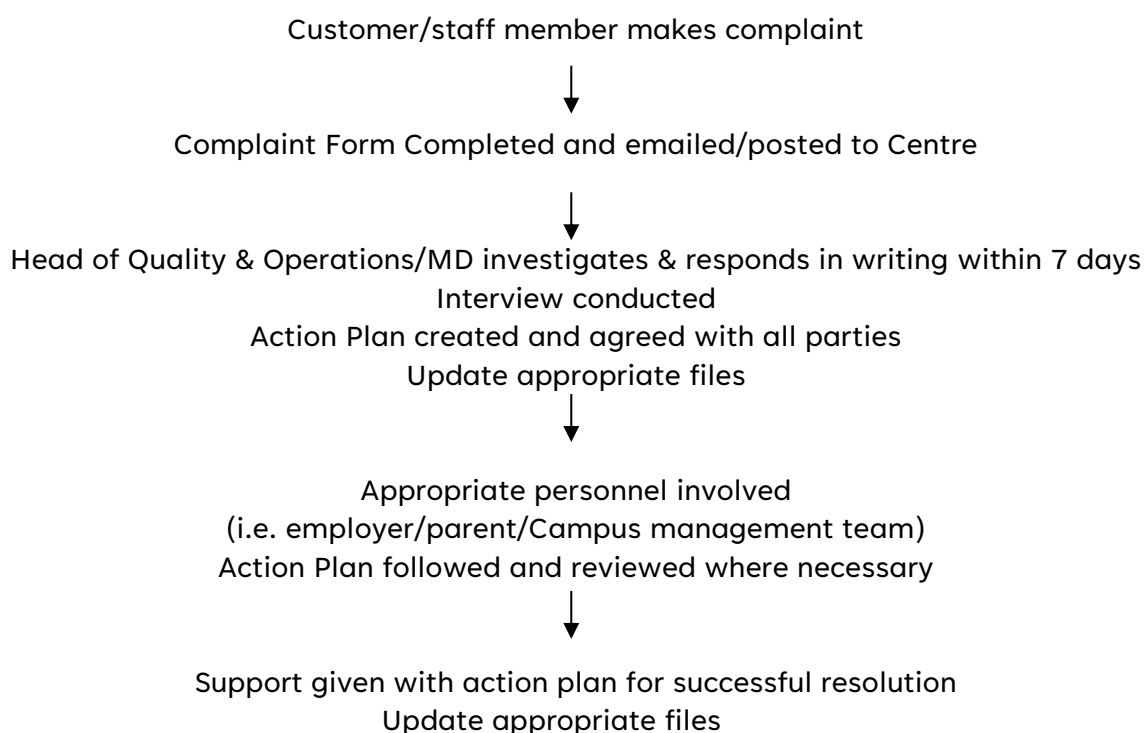 Customer/staff member makes complaint
Complaint Form Completed and emailed/posted to Centre
Head of Quality & Operations/MD investigates & responds in writing within 7 days
Interview conducted
Action Plan created and agreed with all parties
Update appropriate files
Appropriate personnel involved
(i.e. employer/parent/Campus management team)
Action Plan followed and reviewed where necessary
Support given with action plan for successful resolution
Update appropriate files